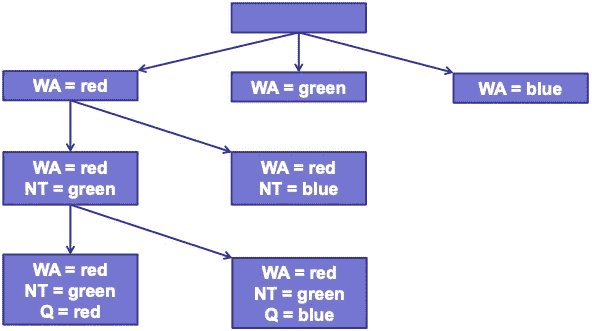 WA = red
WA = green
WA = blue
WA = red
NT = green
WA = red
NT = blue
WA = red
NT = green
Q = red
WA = red
NT = green
Q = blue